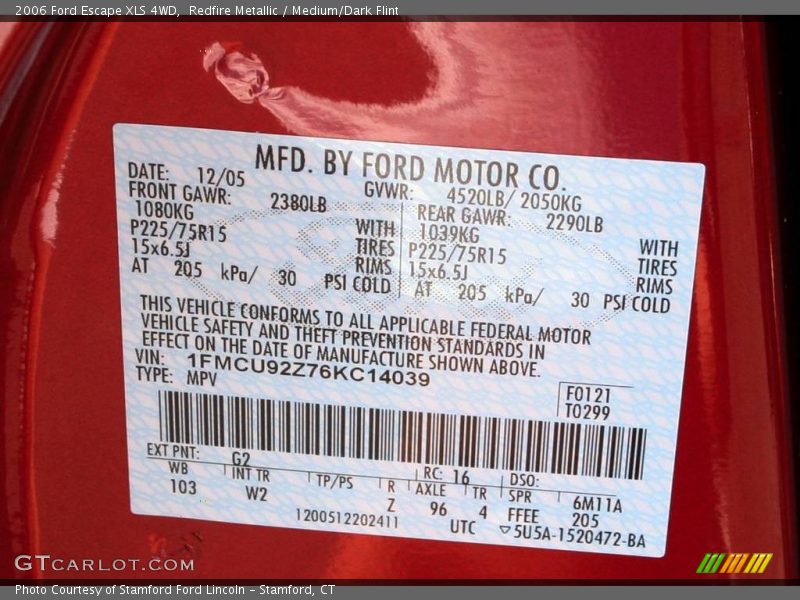 2006 Ford Escape XLS 4WD,  Redfire Metallic / Medium/Dark Flint
MFD. BY FORD MOTOR CO.
DATE: 12/05 GVWR: 4520LB/ 2050KG
FRONT GAWR: 2380LB REAR GAWR: 2290LB
1080KG WITH 1039KG WITH
P225/75R15 TIRES P225/75R15 TIRES
15x6.5J RIMS 15x6.5J RIMS
AT 205 kPa/ 30 PSI COLD AT 205 kPa/ 30 PSI COLD
THIS VEHICLE CONFORMS TO ALL APPLICABLE FEDERAL MOTOR
VEHICLE SAFETY AND THEFT PREVENTION STANDARDS IN
EFFECT ON THE DATE OF MANUFACTURE SHOWN ABOVE.
VIN: 1FMCU92Z76KC14039
TYPE: MPV
F0121
T0299
EXT PNT: G2 RC: 16 DSO:
WB INT TR TP/PS R AXLE TR SPR 6M11A
103 W2 Z 96 4 FFEE 205
1200512202411 UTC ▽5U5A-1520472-BA
GTCARLOT.COM
Photo Courtesy of Stamford Ford Lincoln – Stamford, CT